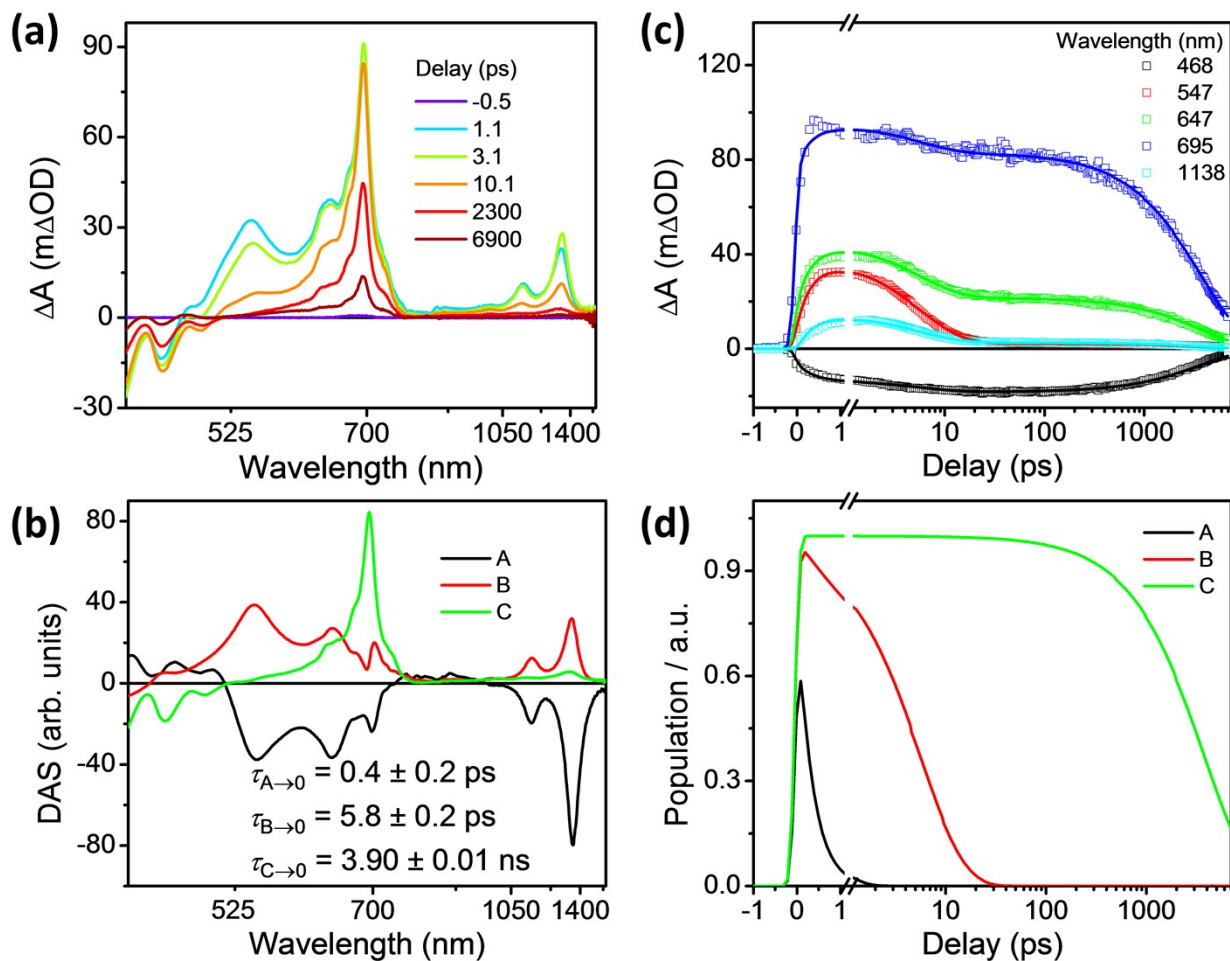 (a)
90
60
30
0
-30
ΔA (mΔOD)
Delay (ps)
-0.5
1.1
3.1
10.1
2300
6900
525 700 1050 1400
Wavelength (nm)
(c)
120
80
40
0
ΔA (mΔOD)
Wavelength (nm)
468
547
647
695
1138
-1 0 1 10 100 1000
Delay (ps)
(b)
80
40
0
-40
-80
DAS (arb. units)
A
B
C
τA→0 = 0.4 ± 0.2 ps
τB→0 = 5.8 ± 0.2 ps
τC→0 = 3.90 ± 0.01 ns
525 700 1050 1400
Wavelength (nm)
(d)
0.9
0.6
0.3
0.0
Population / a.u.
A
B
C
-1 0 1 10 100 1000
Delay (ps)